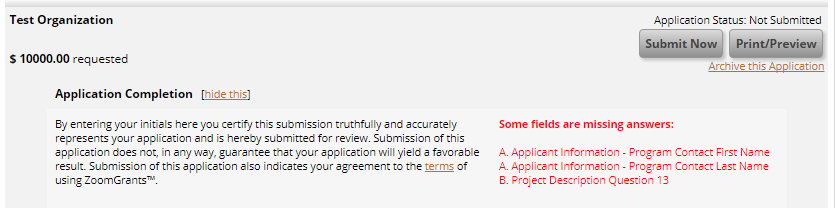 Test Organization
Application Status: Not Submitted
Submit Now
Print/Preview
$ 10000.00 requested
Archive this Application
Application Completion [hide this]
By entering your initials here you certify this submission truthfully and accurately
represents your application and is hereby submitted for review. Submission of this
application does not, in any way, guarantee that your application will yield a favorable
result. Submission of this application also indicates your agreement to the terms of
using ZoomGrants™.
Some fields are missing answers:
A. Applicant Information - Program Contact First Name
A. Applicant Information - Program Contact Last Name
B. Project Description Question 13